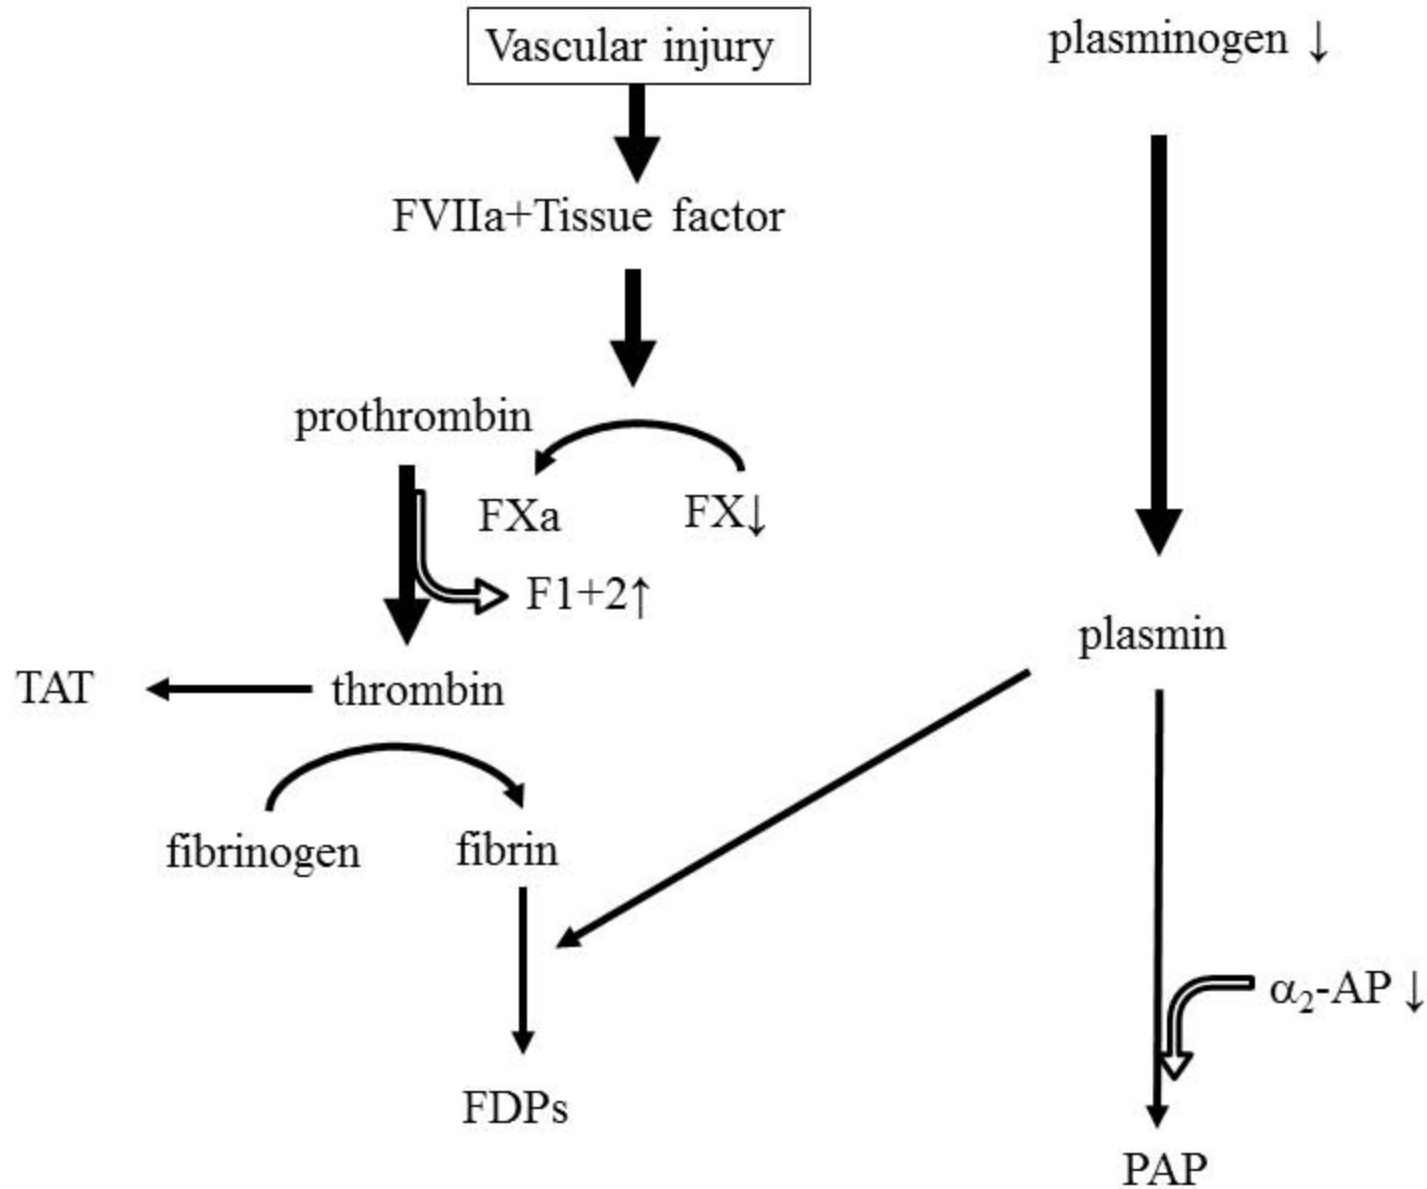 Vascular injury
plasminogen ↓
FVIIa+Tissue factor
prothrombin
FXa
FX↓
F1+2↑
plasmin
TAT
thrombin
fibrinogen
fibrin
α₂-AP ↓
FDPs
PAP